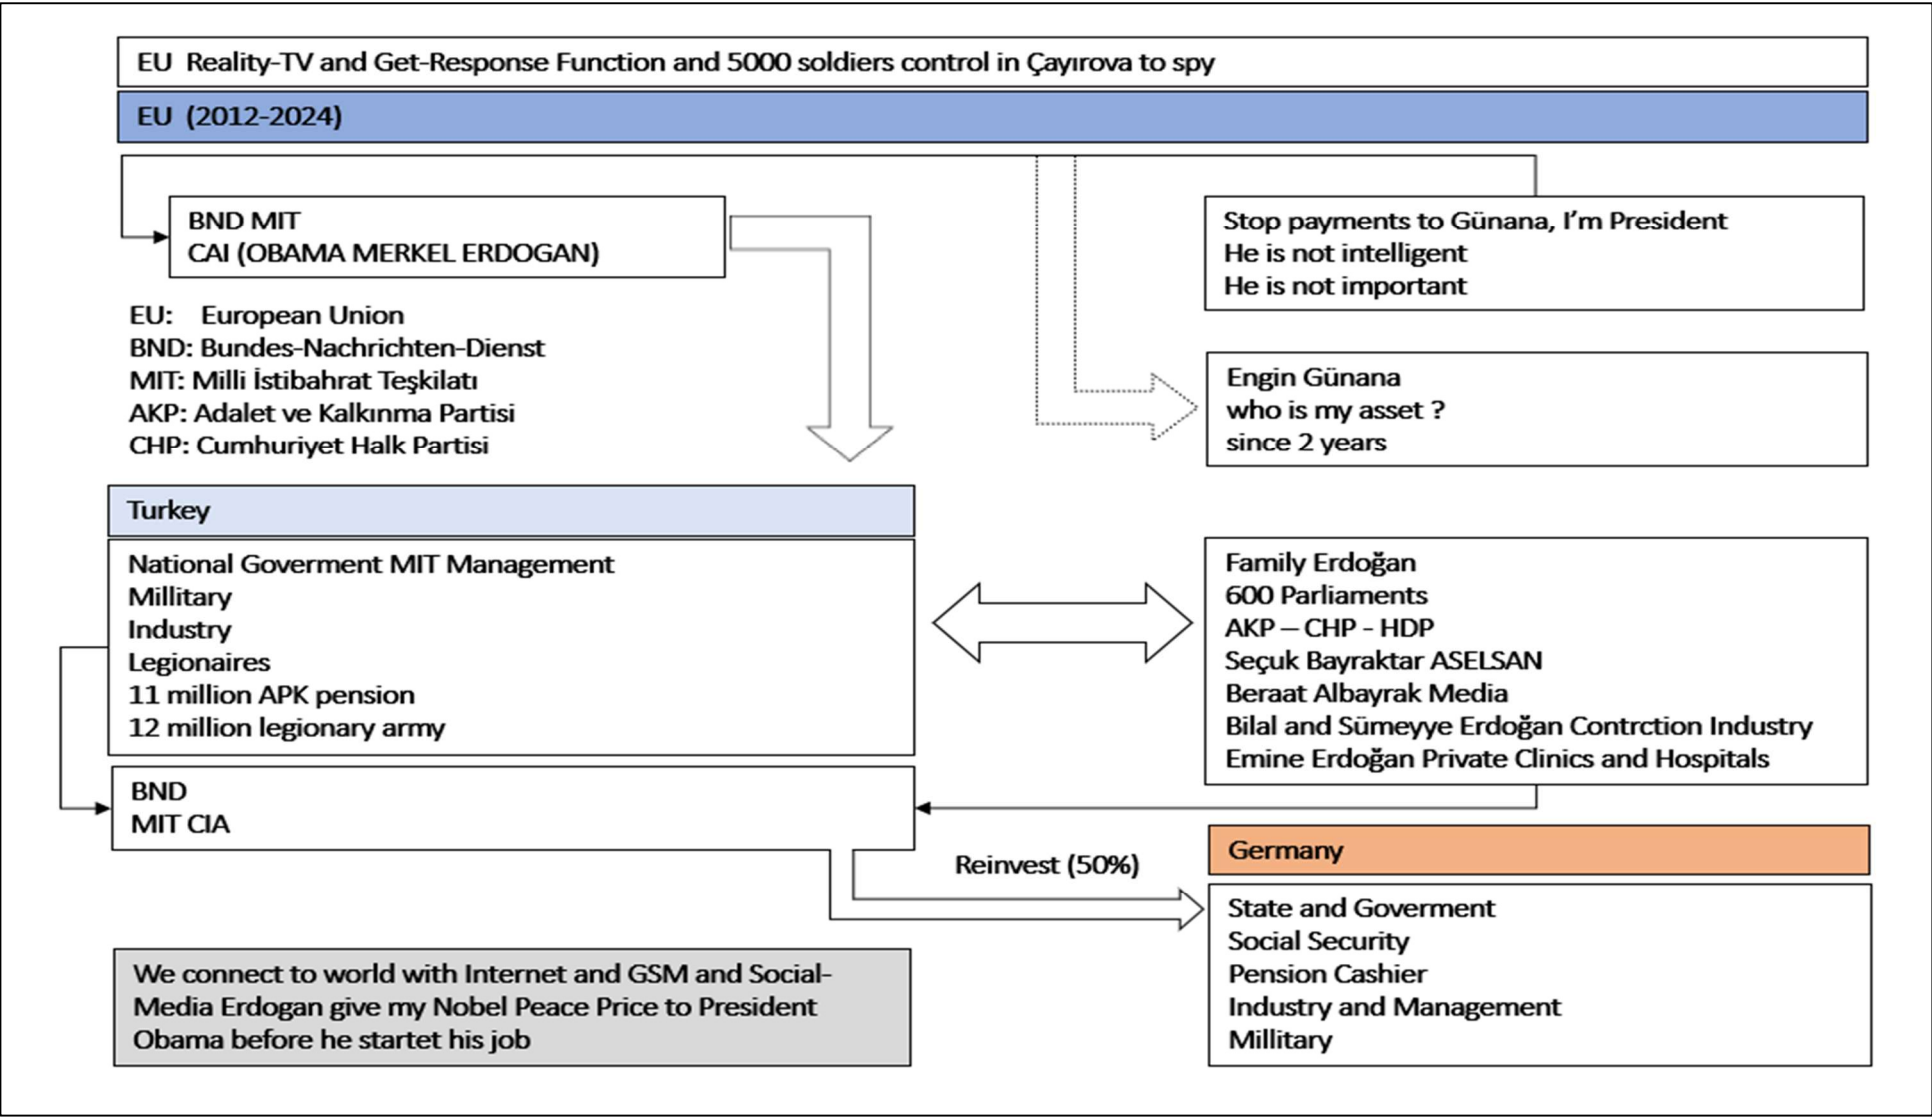 EU Reality-TV and Get-Response Function and 5000 soldiers control in Çayırova to spy
EU (2012-2024)
BND MIT
CAI (OBAMA MERKEL ERDOGAN)
Stop payments to Günana, I'm President
He is not intelligent
He is not important
EU: European Union
BND: Bundes-Nachrichten-Dienst
MIT: Milli İstibahrat Teşkilatı
AKP: Adalet ve Kalkınma Partisi
CHP: Cumhuriyet Halk Partisi
Engin Günana
who is my asset ?
since 2 years
Turkey
National Goverment MIT Management
Millitary
Industry
Legionaires
11 million APK pension
12 million legionary army
Family Erdoğan
600 Parliaments
AKP – CHP - HDP
Seçuk Bayraktar ASELSAN
Beraat Albayrak Media
Bilal and Sümeyye Erdoğan Contrction Industry
Emine Erdoğan Private Clinics and Hospitals
BND
MIT CIA
Reinvest (50%)
Germany
State and Goverment
Social Security
Pension Cashier
Industry and Management
Millitary
We connect to world with Internet and GSM and Social-
Media Erdogan give my Nobel Peace Price to President
Obama before he startet his job